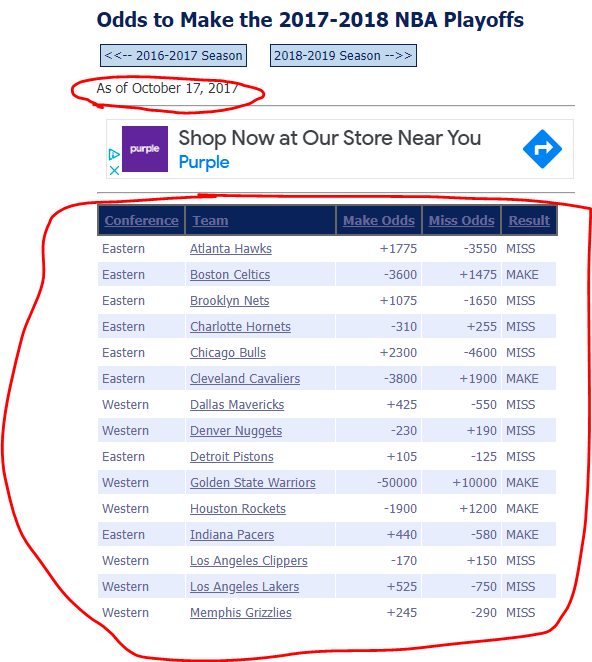 Odds to Make the 2017-2018 NBA Playoffs
<<-- 2016-2017 Season 2018-2019 Season -->>
As of October 17, 2017
purple Shop Now at Our Store Near You
Purple
Conference Team Make Odds Miss Odds Result
Eastern Atlanta Hawks +1775 -3550 MISS
Eastern Boston Celtics -3600 +1475 MAKE
Eastern Brooklyn Nets +1075 -1650 MISS
Eastern Charlotte Hornets -310 +255 MISS
Eastern Chicago Bulls +2300 -4600 MISS
Eastern Cleveland Cavaliers -3800 +1900 MAKE
Western Dallas Mavericks +425 -550 MISS
Western Denver Nuggets -230 +190 MISS
Eastern Detroit Pistons +105 -125 MISS
Western Golden State Warriors -50000 +10000 MAKE
Western Houston Rockets -1900 +1200 MAKE
Eastern Indiana Pacers +440 -580 MAKE
Western Los Angeles Clippers -170 +150 MISS
Western Los Angeles Lakers +525 -750 MISS
Western Memphis Grizzlies +245 -290 MISS